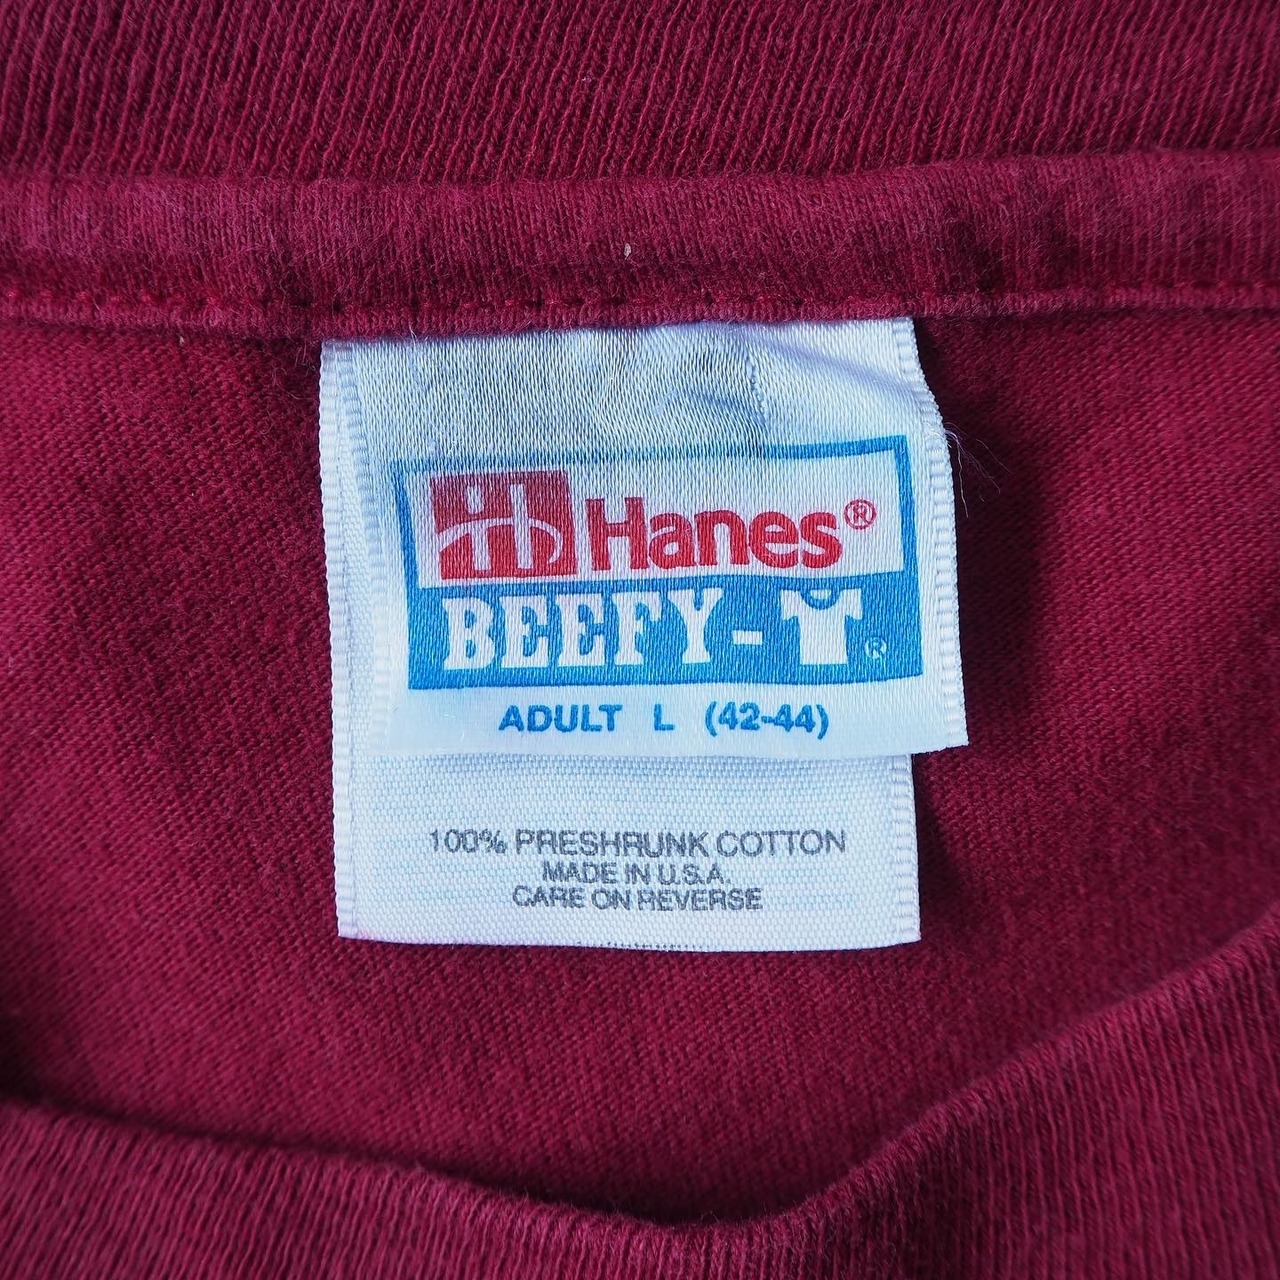 Hanes®
BEEFY-T®
ADULT L (42-44)
100% PRESHRUNK COTTON
MADE IN U.S.A.
CARE ON REVERSE